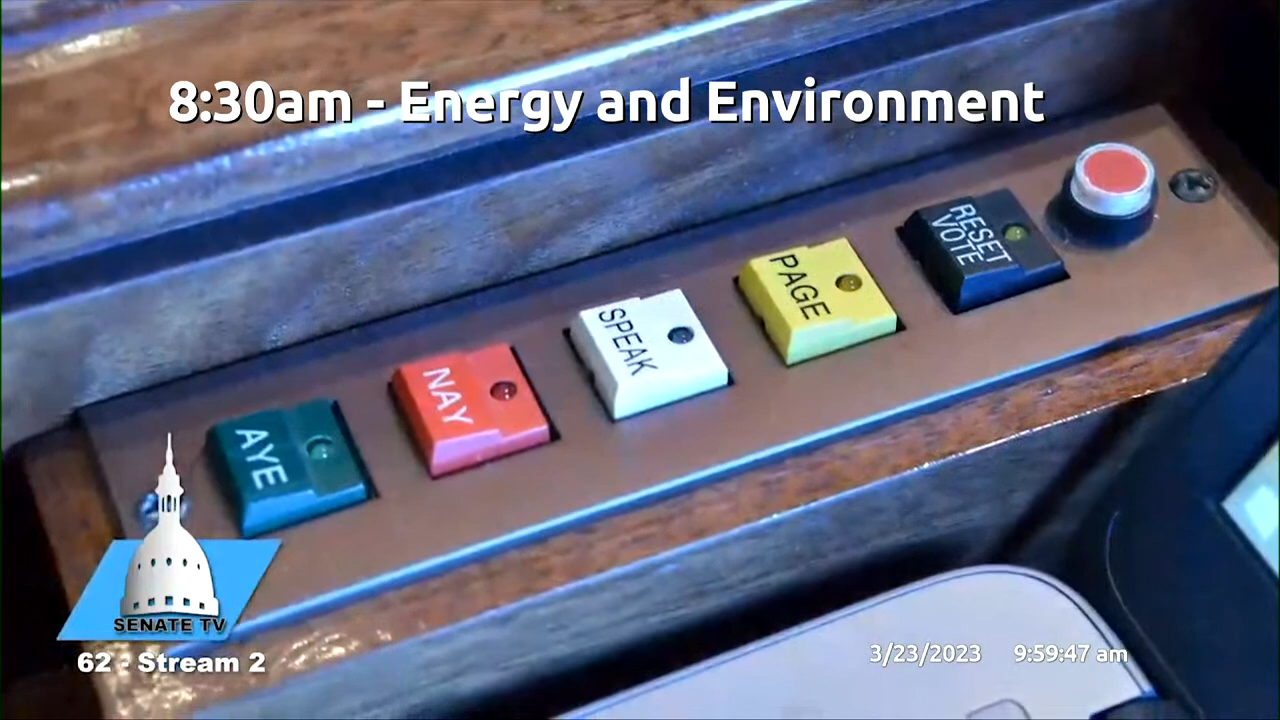 8:30am - Energy and Environment
RESET
VOTE
PAGE
SPEAK
NAY
AYE
SENATE TV
62 - Stream 2
3/23/2023 9:59:47 am